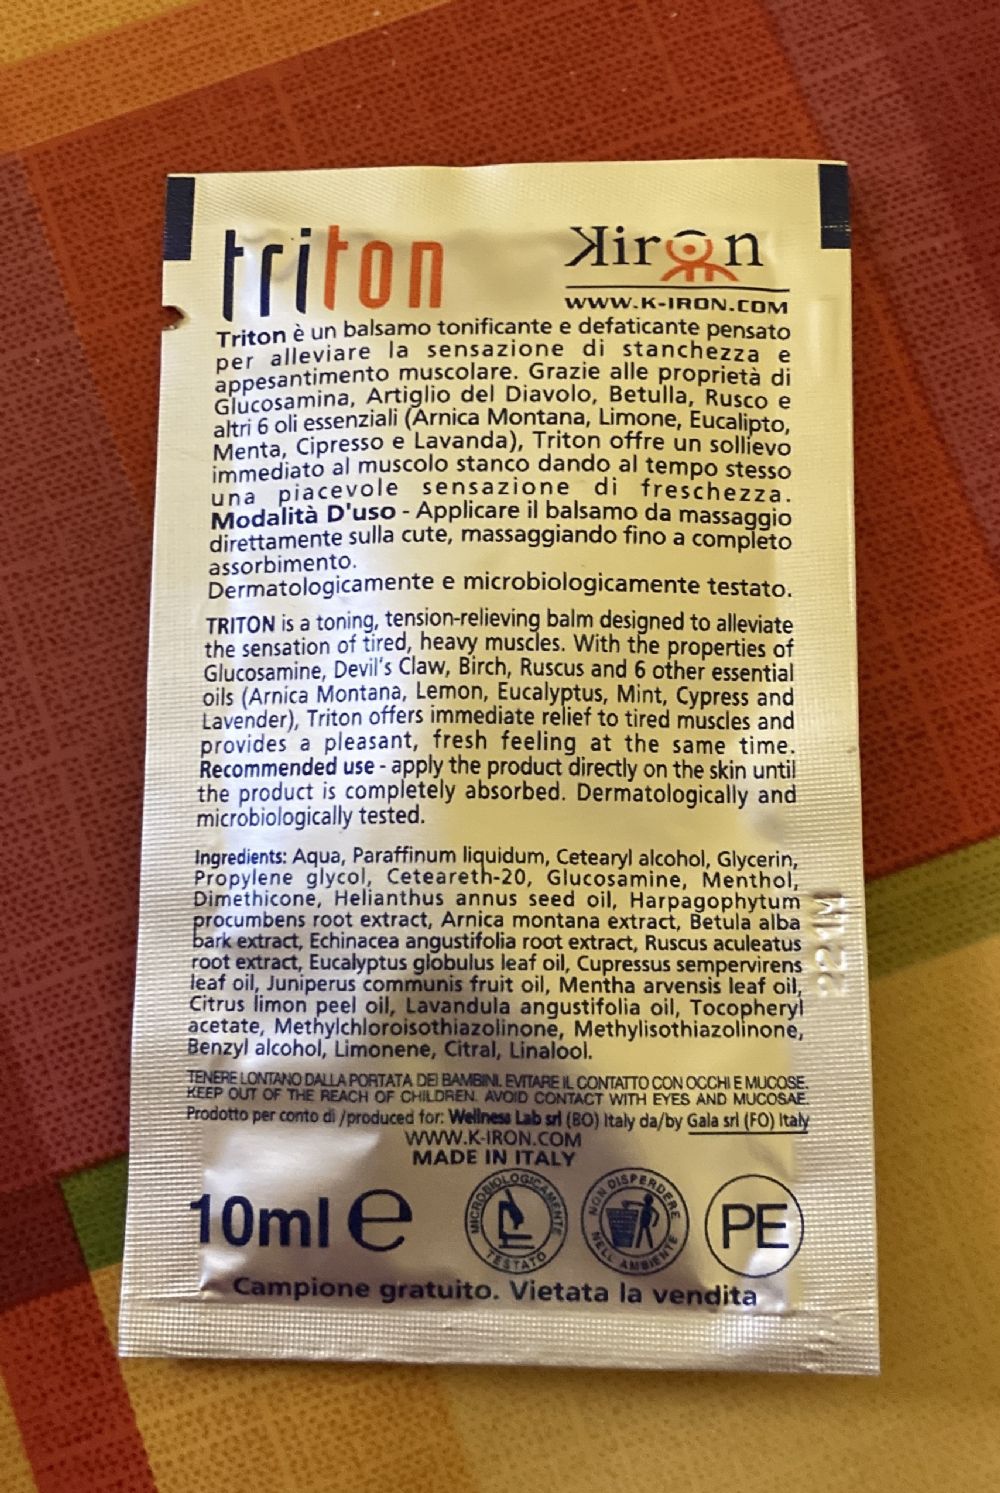 triton
Kiron
WWW.K-IRON.COM
Triton è un balsamo tonificante e defaticante pensato
per alleviare la sensazione di stanchezza e
appesantimento muscolare. Grazie alle proprietà di
Glucosamina, Artiglio del Diavolo, Betulla, Rusco e
altri 6 oli essenziali (Arnica Montana, Limone, Eucalipto,
Menta, Cipresso e Lavanda), Triton offre un sollievo
immediato al muscolo stanco dando al tempo stesso
una piacevole sensazione di freschezza.
Modalità D'uso - Applicare il balsamo da massaggio
direttamente sulla cute, massaggiando fino a completo
assorbimento.
Dermatologicamente e microbiologicamente testato.
TRITON is a toning, tension-relieving balm designed to alleviate
the sensation of tired, heavy muscles. With the properties of
Glucosamine, Devil's Claw, Birch, Ruscus and 6 other essential
oils (Arnica Montana, Lemon, Eucalyptus, Mint, Cypress and
Lavender), Triton offers immediate relief to tired muscles and
provides a pleasant, fresh feeling at the same time.
Recommended use - apply the product directly on the skin until
the product is completely absorbed. Dermatologically and
microbiologically tested.
Ingredients: Aqua, Paraffinum liquidum, Cetearyl alcohol, Glycerin,
Propylene glycol, Ceteareth-20, Glucosamine, Menthol,
Dimethicone, Helianthus annus seed oil, Harpagophytum
procumbens root extract, Arnica montana extract, Betula alba
bark extract, Echinacea angustifolia root extract, Ruscus aculeatus
root extract, Eucalyptus globulus leaf oil, Cupressus sempervirens
leaf oil, Juniperus communis fruit oil, Mentha arvensis leaf oil,
Citrus limon peel oil, Lavandula angustifolia oil, Tocopheryl
acetate, Methylchloroisothiazolinone, Methylisothiazolinone,
Benzyl alcohol, Limonene, Citral, Linalool.
221M
TENERE LONTANO DALLA PORTATA DEI BAMBINI. EVITARE IL CONTATTO CON OCCHI E MUCOSE.
KEEP OUT OF THE REACH OF CHILDREN. AVOID CONTACT WITH EYES AND MUCOSAE.
Prodotto per conto di /produced for: Wellness Lab srl (BO) Italy da/by Gala srl (FO) Italy
WWW.K-IRON.COM
MADE IN ITALY
10ml e
MICROBIOLOGICAMENTE TESTATO
NON DISPERDERE NELL AMBIENTE
PE
Campione gratuito. Vietata la vendita